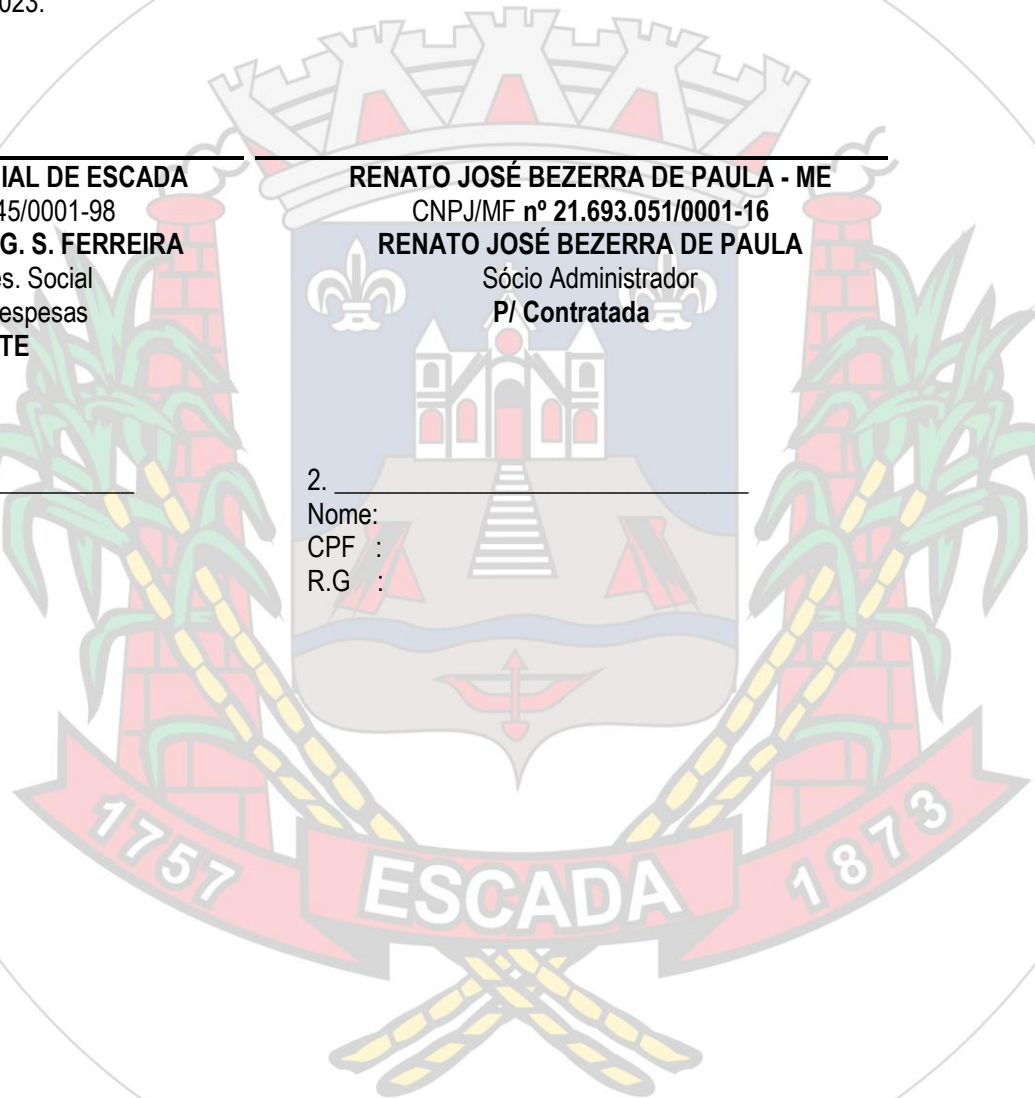 023.
IAL DE ESCADA
45/0001-98
G. S. FERREIRA
s. Social
espesas
TE
RENATO JOSÉ BEZERRA DE PAULA - ME
CNPJ/MF nº 21.693.051/0001-16
RENATO JOSÉ BEZERRA DE PAULA
Sócio Administrador
P/ Contratada
2. ______________________________
Nome:
CPF :
R.G :
1757
ESCADA
1873